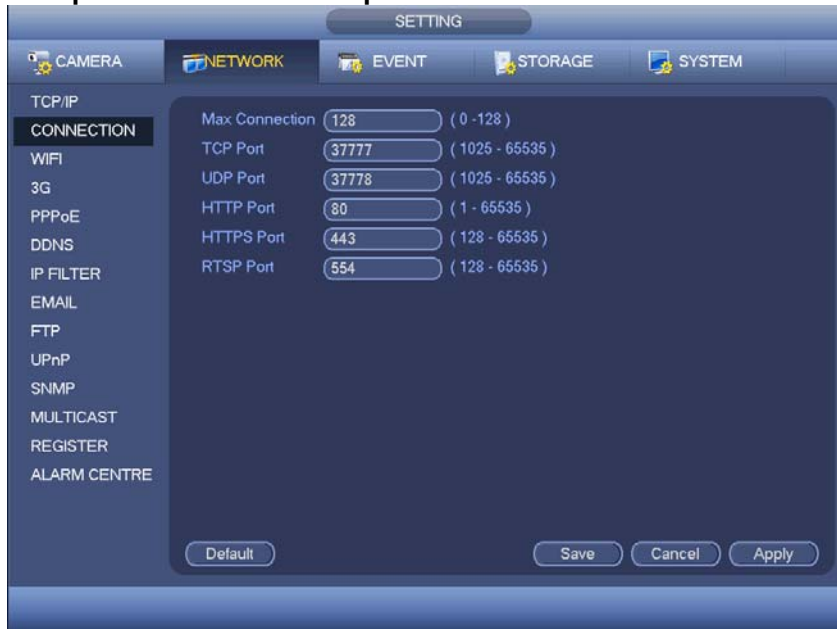 SETTING
CAMERA NETWORK EVENT STORAGE SYSTEM
TCP/IP
CONNECTION
WIFI
3G
PPPoE
DDNS
IP FILTER
EMAIL
FTP
UPnP
SNMP
MULTICAST
REGISTER
ALARM CENTRE
Max Connection 128 ( 0 -128 )
TCP Port 37777 ( 1025 - 65535 )
UDP Port 37778 ( 1025 - 65535 )
HTTP Port 80 ( 1 - 65535 )
HTTPS Port 443 ( 128 - 65535 )
RTSP Port 554 ( 128 - 65535 )
Default Save Cancel Apply